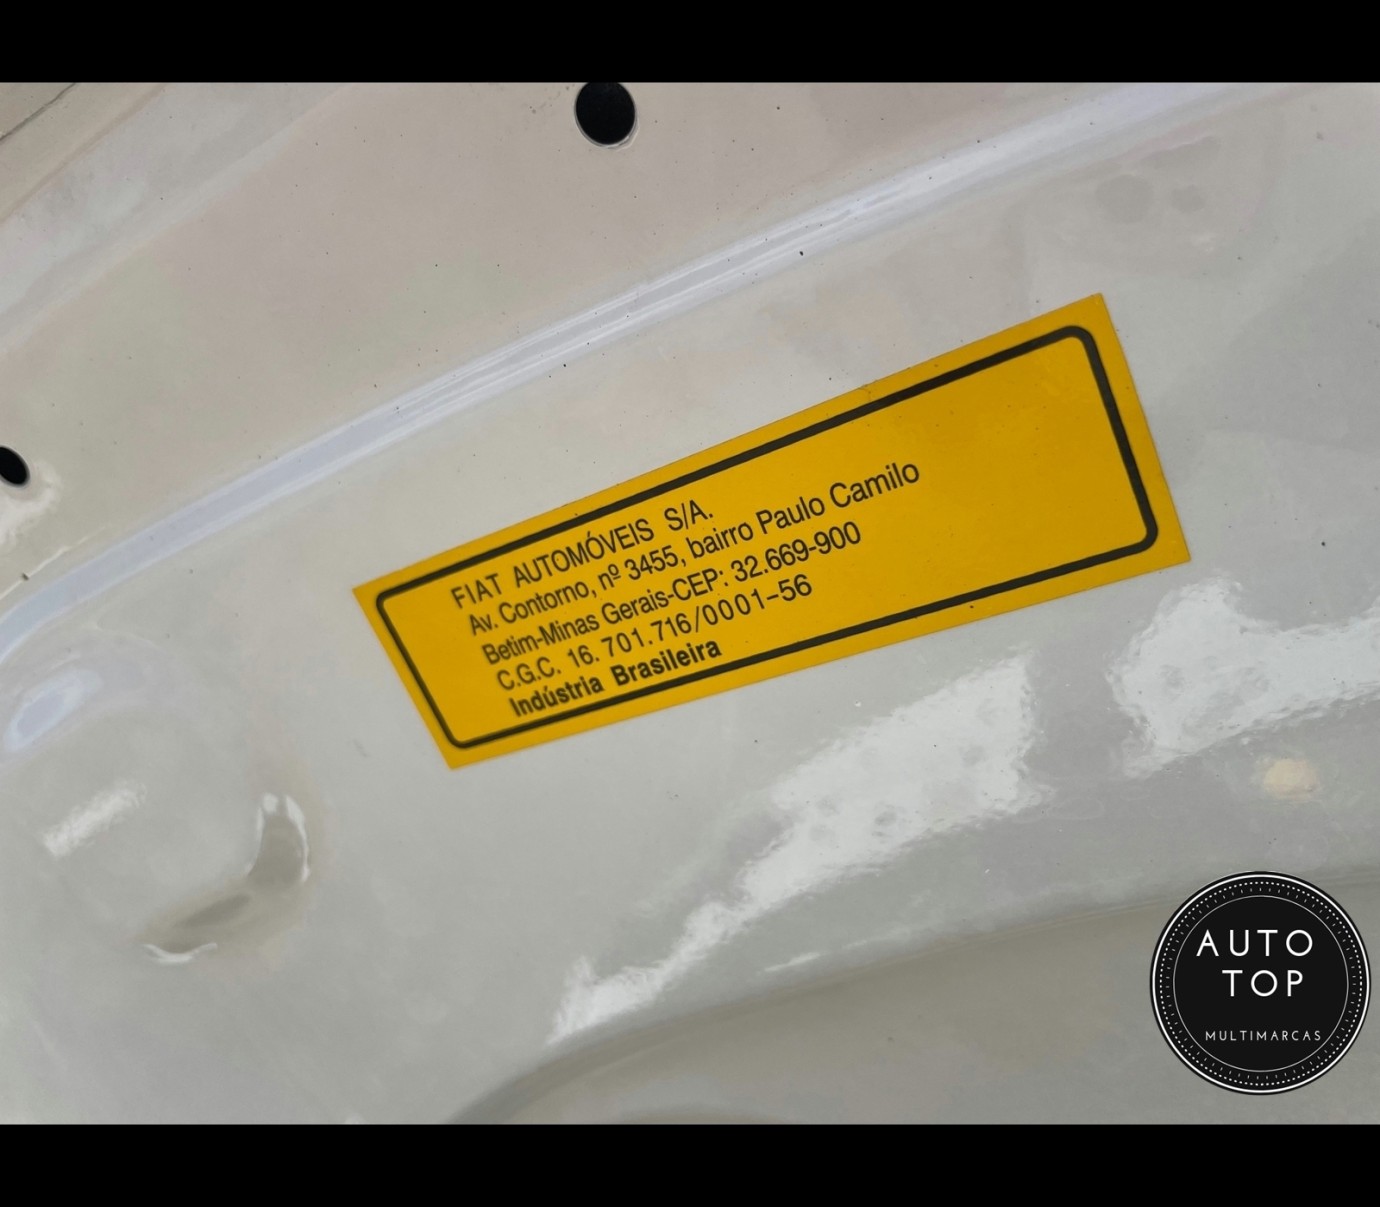 FIAT AUTOMÓVEIS S/A.
Av. Contorno, nº 3455, bairro Paulo Camilo
Betim-Minas Gerais-CEP: 32.669-900
C.G.C. 16. 701.716/0001-56
Indústria Brasileira
AUTO
TOP
MULTIMARCAS